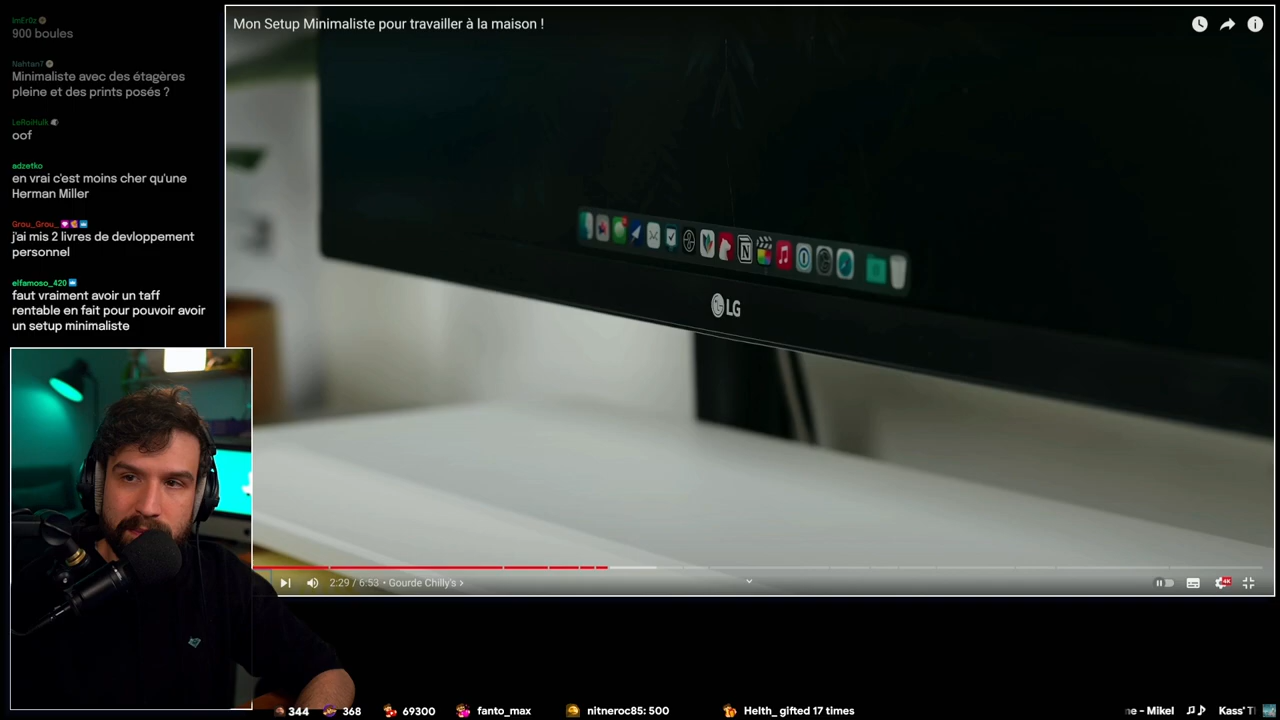 ImEr0z
900 boules
Nahtan7
Minimaliste avec des étagères
pleine et des prints posés ?
LeRoiHulk
oof
adzetko
en vrai c'est moins cher qu'une
Herman Miller
Grou_Grou_
j'ai mis 2 livres de devloppement
personnel
elfamoso_420
faut vraiment avoir un taff
rentable en fait pour pouvoir avoir
un setup minimaliste
Mon Setup Minimaliste pour travailler à la maison !
LG
2:29 / 6:53 • Gourde Chilly's
4K
344 368 69300 fanto_max nitneroc85: 500 Helth_ gifted 17 times
ne - Mikel Kass' T